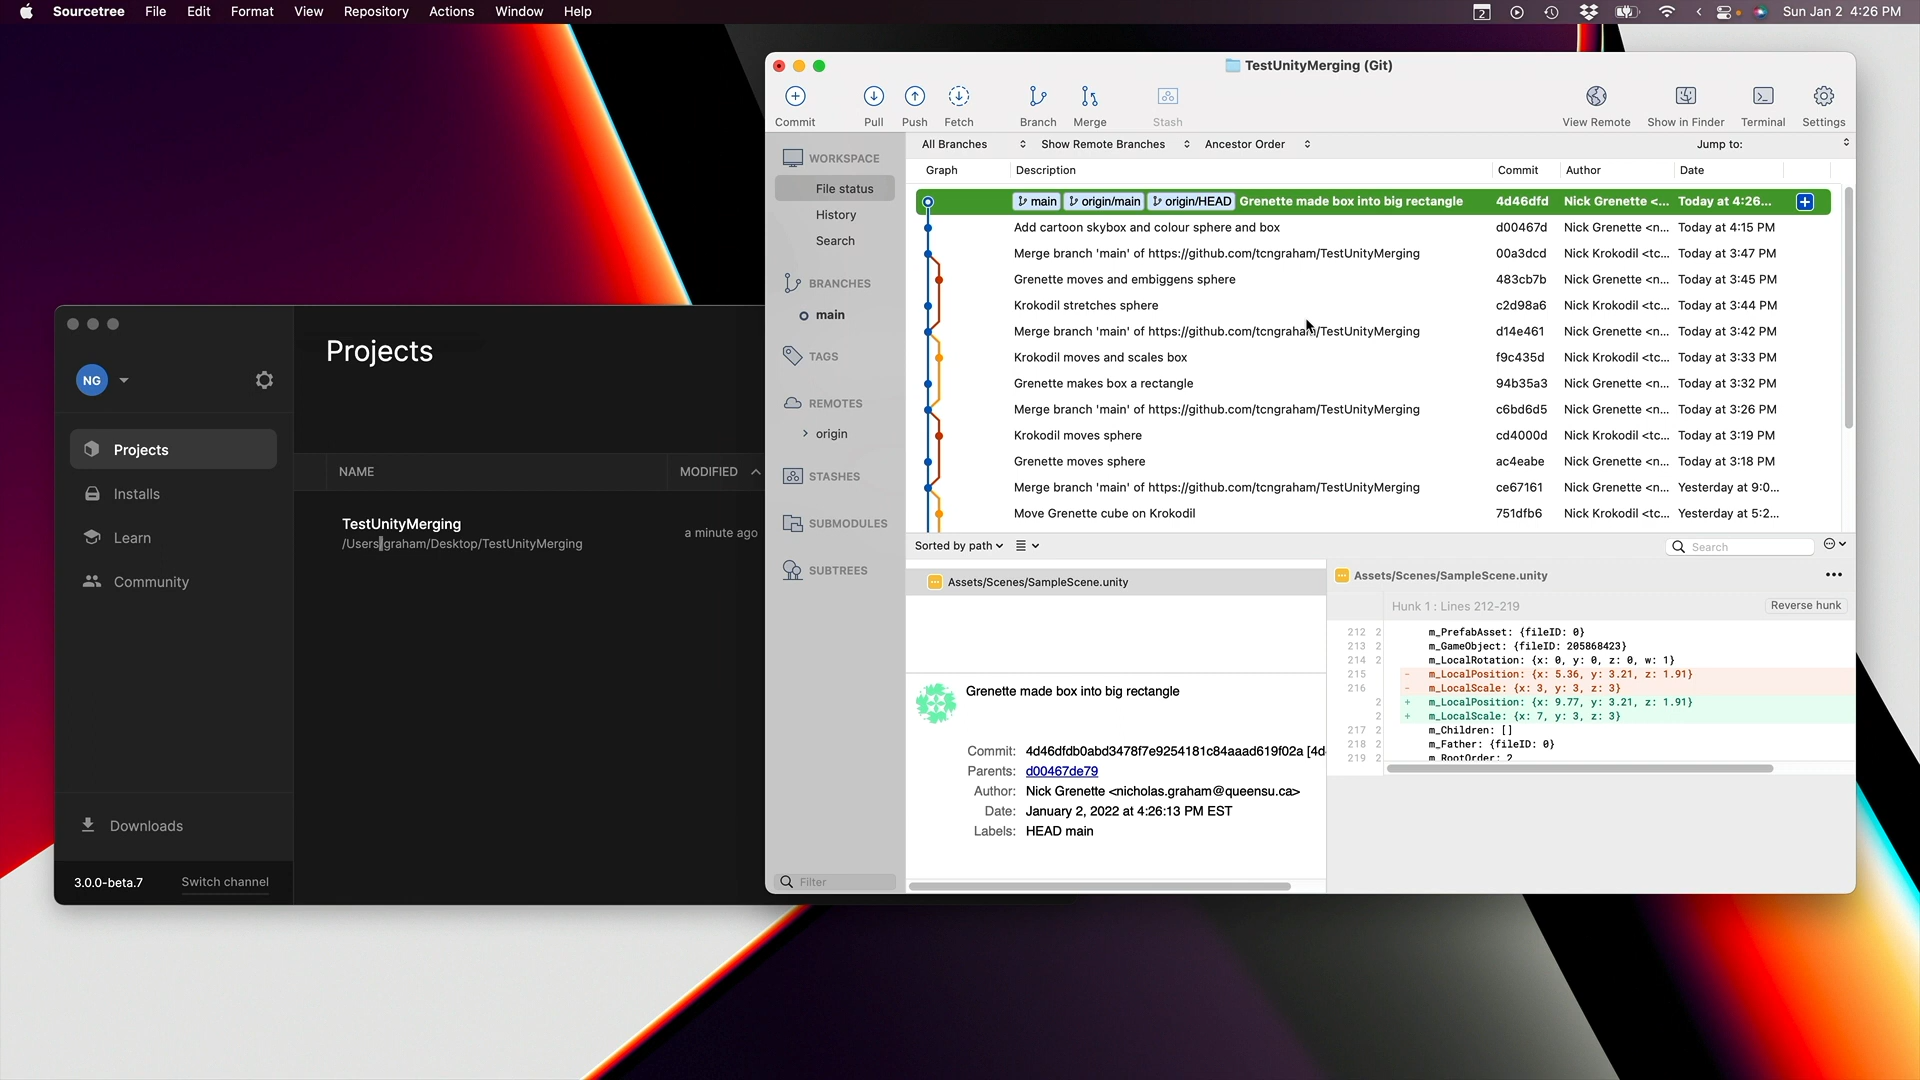 Sourcetree File Edit Format View Repository Actions Window Help
2 Sun Jan 2 4:26 PM
TestUnityMerging (Git)
Commit Pull Push Fetch Branch Merge Stash View Remote Show in Finder Terminal Settings
WORKSPACE
File status
History
Search
BRANCHES
main
TAGS
REMOTES
origin
STASHES
SUBMODULES
SUBTREES
Filter
All Branches Show Remote Branches Ancestor Order Jump to:
Graph Description Commit Author Date
main origin/main origin/HEAD Grenette made box into big rectangle 4d46dfd Nick Grenette <... Today at 4:26...
Add cartoon skybox and colour sphere and box d00467d Nick Grenette <n... Today at 4:15 PM
Merge branch 'main' of https://github.com/tcngraham/TestUnityMerging 00a3dcd Nick Krokodil <tc... Today at 3:47 PM
Grenette moves and embiggens sphere 483cb7b Nick Grenette <n... Today at 3:45 PM
Krokodil stretches sphere c2d98a6 Nick Krokodil <tc... Today at 3:44 PM
Merge branch 'main' of https://github.com/tcngraham/TestUnityMerging d14e461 Nick Grenette <n... Today at 3:42 PM
Krokodil moves and scales box f9c435d Nick Krokodil <tc... Today at 3:33 PM
Grenette makes box a rectangle 94b35a3 Nick Grenette <n... Today at 3:32 PM
Merge branch 'main' of https://github.com/tcngraham/TestUnityMerging c6bd6d5 Nick Grenette <n... Today at 3:26 PM
Krokodil moves sphere cd4000d Nick Krokodil <tc... Today at 3:19 PM
Grenette moves sphere ac4eabe Nick Grenette <n... Today at 3:18 PM
Merge branch 'main' of https://github.com/tcngraham/TestUnityMerging ce67161 Nick Grenette <n... Yesterday at 9:0...
Move Grenette cube on Krokodil 751dfb6 Nick Krokodil <tc... Yesterday at 5:2...
Sorted by path Search
Assets/Scenes/SampleScene.unity
Grenette made box into big rectangle
Commit: 4d46dfdb0abd3478f7e9254181c84aaad619f02a [4d
Parents: d00467de79
Author: Nick Grenette <nicholas.graham@queensu.ca>
Date: January 2, 2022 at 4:26:13 PM EST
Labels: HEAD main
Assets/Scenes/SampleScene.unity
Hunk 1 : Lines 212-219 Reverse hunk
212 2 m_PrefabAsset: {fileID: 0}
213 2 m_GameObject: {fileID: 205868423}
214 2 m_LocalRotation: {x: 0, y: 0, z: 0, w: 1}
215 - m_LocalPosition: {x: 5.36, y: 3.21, z: 1.91}
216 - m_LocalScale: {x: 3, y: 3, z: 3}
2 + m_LocalPosition: {x: 9.77, y: 3.21, z: 1.91}
2 + m_LocalScale: {x: 7, y: 3, z: 3}
217 2 m_Children: []
218 2 m_Father: {fileID: 0}
219 2 m_RootOrder: 2
NG
Projects
Installs
Learn
Community
Downloads
3.0.0-beta.7 Switch channel
Projects
NAME MODIFIED
TestUnityMerging
/Users graham/Desktop/TestUnityMerging
a minute ago